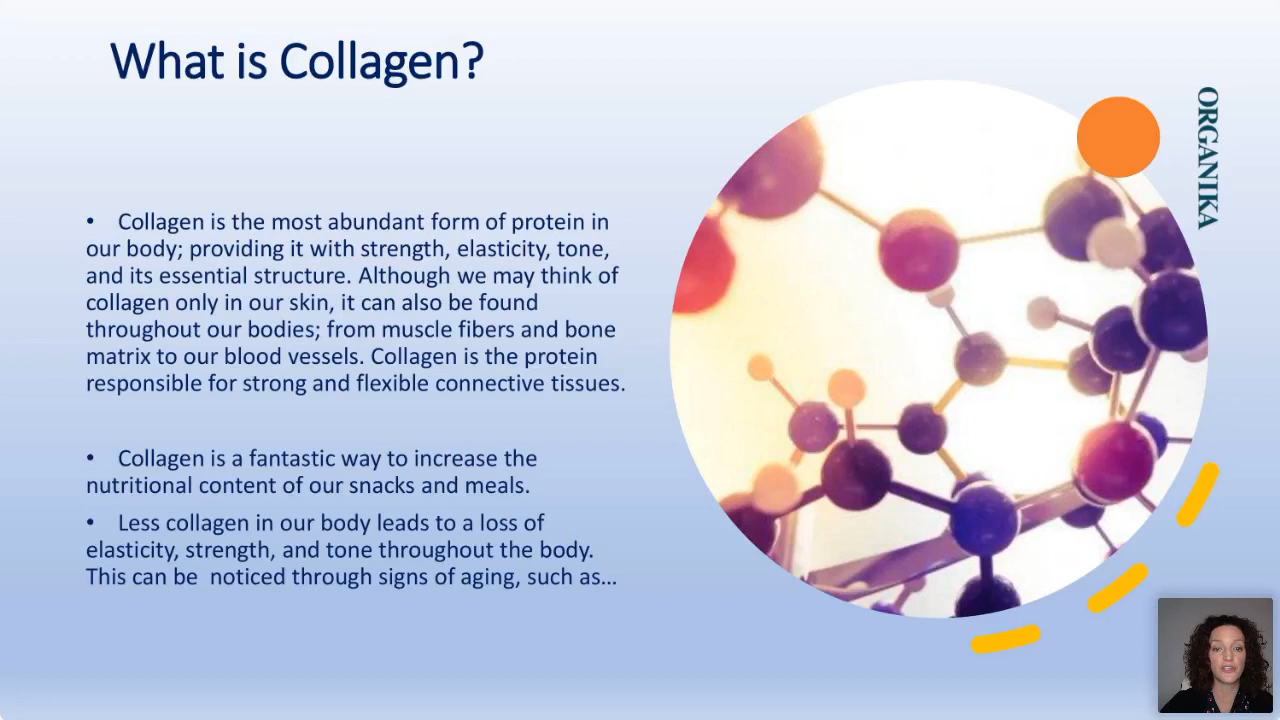 What is Collagen?
ORGANIKA
• Collagen is the most abundant form of protein in
our body; providing it with strength, elasticity, tone,
and its essential structure. Although we may think of
collagen only in our skin, it can also be found
throughout our bodies; from muscle fibers and bone
matrix to our blood vessels. Collagen is the protein
responsible for strong and flexible connective tissues.
• Collagen is a fantastic way to increase the
nutritional content of our snacks and meals.
• Less collagen in our body leads to a loss of
elasticity, strength, and tone throughout the body.
This can be  noticed through signs of aging, such as…